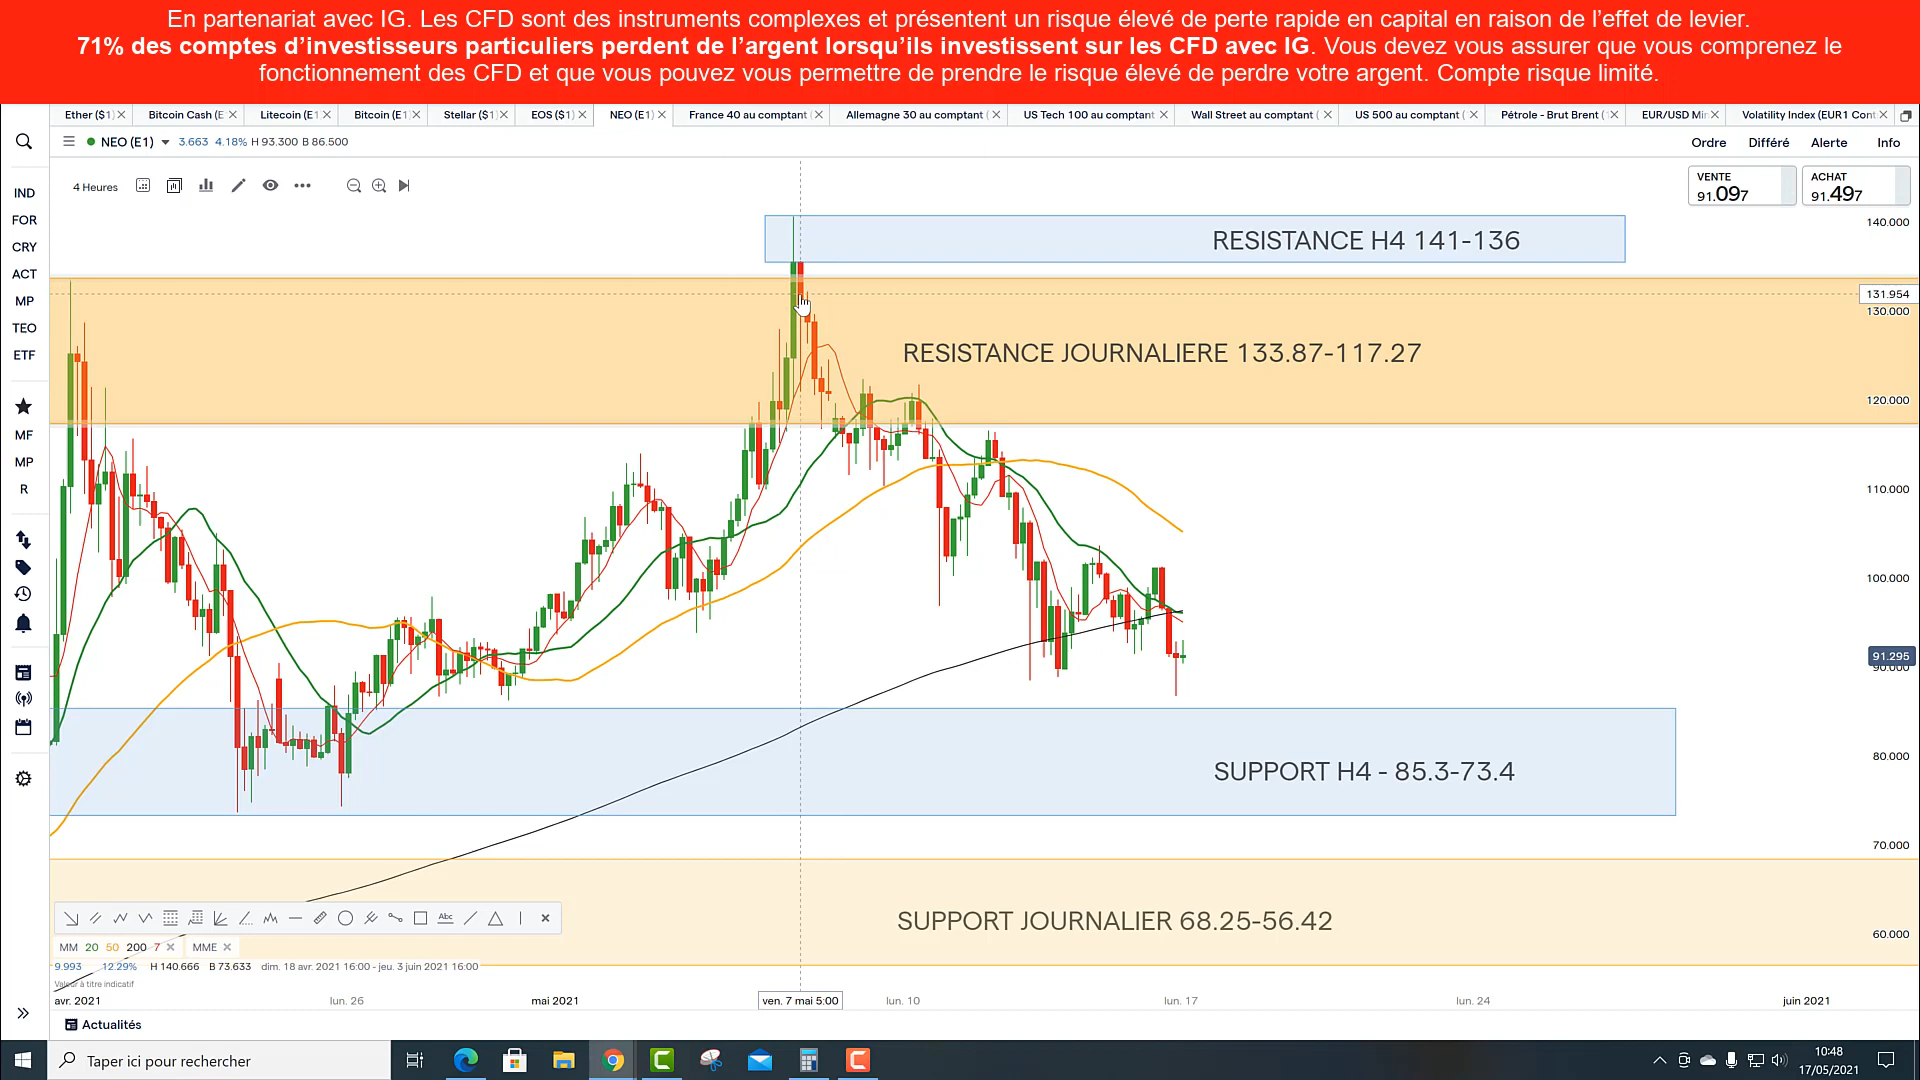 En partenariat avec IG. Les CFD sont des instruments complexes et présentent un risque élevé de perte rapide en capital en raison de l'effet de levier.
71% des comptes d'investisseurs particuliers perdent de l'argent lorsqu'ils investissent sur les CFD avec IG. Vous devez vous assurer que vous comprenez le
fonctionnement des CFD et que vous pouvez vous permettre de prendre le risque élevé de perdre votre argent. Compte risque limité.
Ether ($1) Bitcoin Cash (E Litecoin (E1 Bitcoin (E1 Stellar ($1) EOS ($1) NEO (E1) France 40 au comptant ( Allemagne 30 au comptant ( US Tech 100 au comptant Wall Street au comptant ( US 500 au comptant ( Pétrole - Brut Brent ( EUR/USD Mi Volatility Index (EUR1 Cont
NEO (E1) 3.663 4.18% H 93.300 B 86.500
Ordre Différé Alerte Info
4 Heures
VENTE ACHAT
91.097 91.497
IND
FOR
CRY
ACT
MP
TEO
ETF
MF
MP
R
140.000
RESISTANCE H4 141-136
131.954
130.000
RESISTANCE JOURNALIERE 133.87-117.27
120.000
110.000
100.000
91.295
90.000
80.000
SUPPORT H4 - 85.3-73.4
70.000
SUPPORT JOURNALIER 68.25-56.42
60.000
Abc
MM 20 50 200 7 MME
9.993 12.29% H 140.666 B 73.633 dim. 18 avr. 2021 16:00 - jeu. 3 juin 2021 16:00
Valeur à titre indicatif
avr. 2021 lun. 26 mai 2021 ven. 7 mai 5:00 lun. 10 lun. 17 lun. 24 juin 2021
Actualités
Taper ici pour rechercher
10:48
17/05/2021